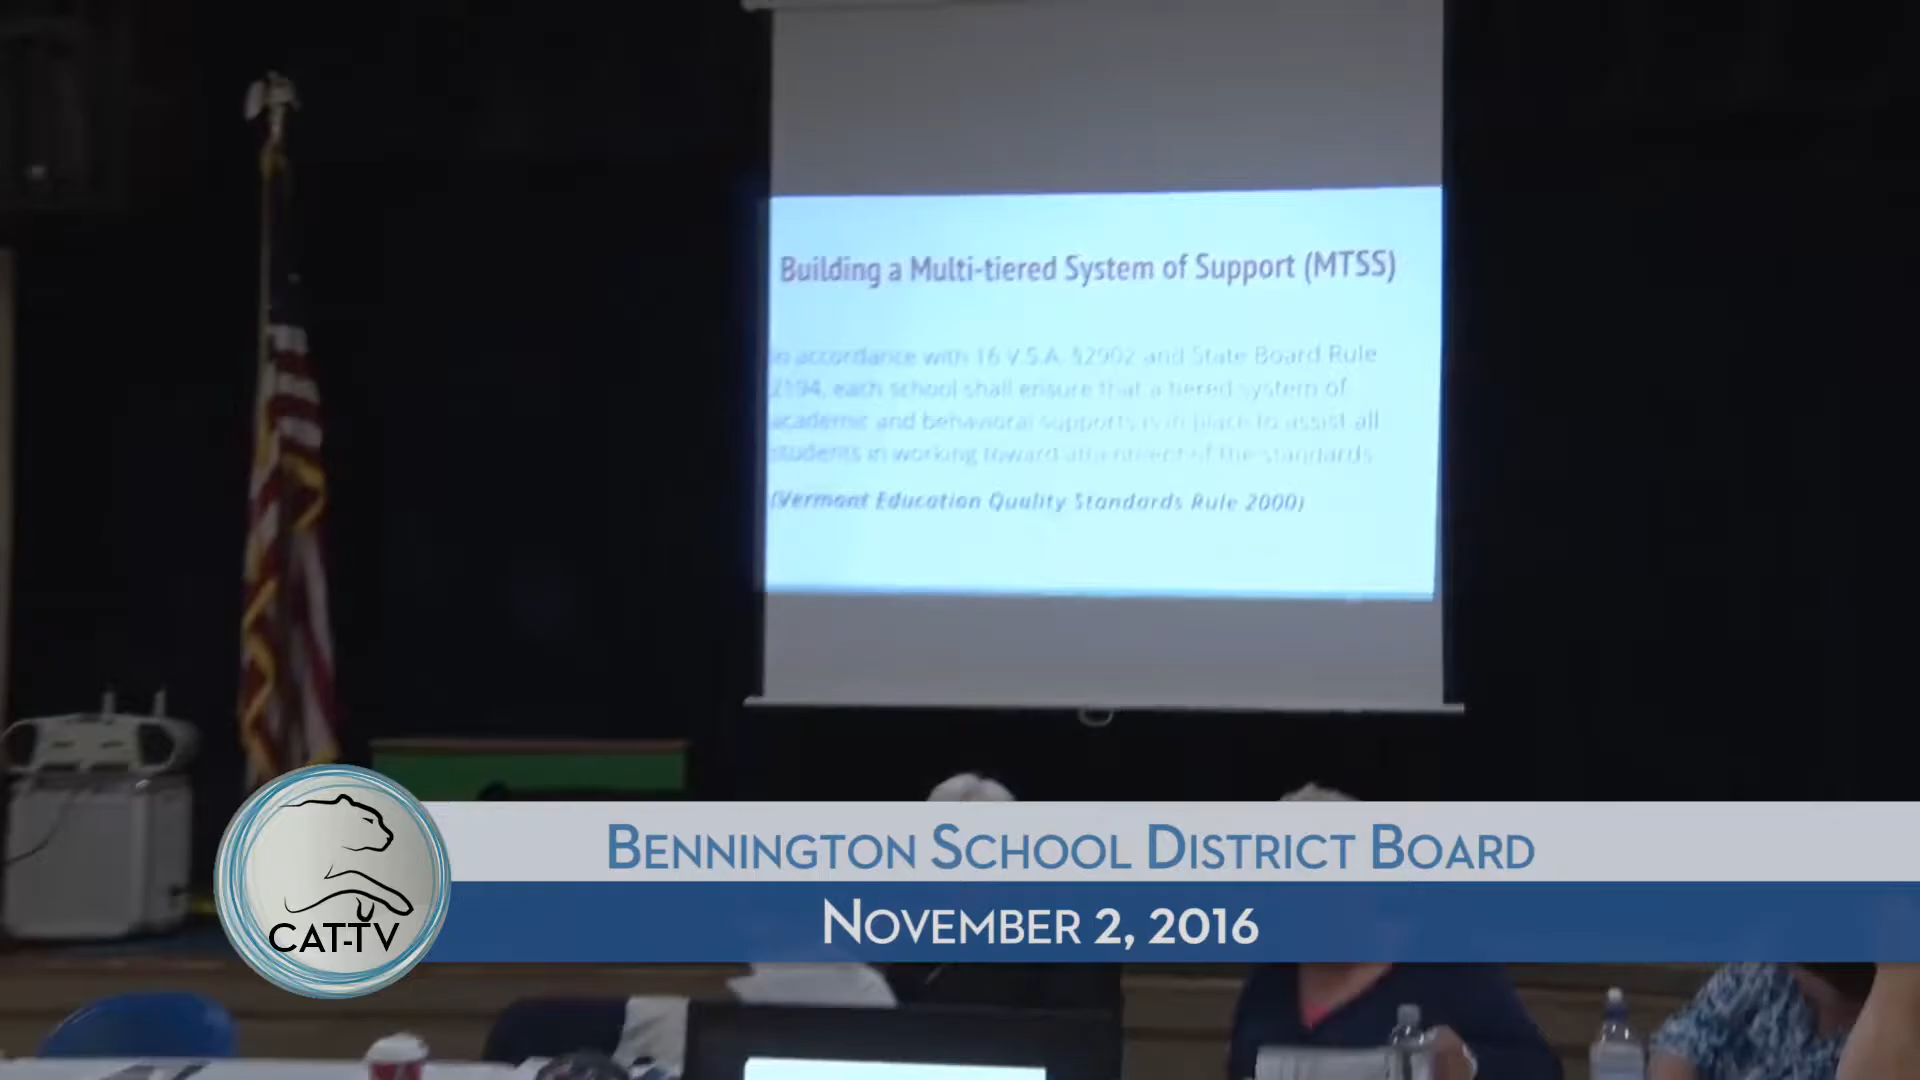 Building a Multi-tiered System of Support (MTSS)
In accordance with 16 V.S.A. §2902 and State Board Rule
2194, each school shall ensure that a tiered system of
academic and behavioral supports is in place to assist all
students in working toward attainment of the standards
(Vermont Education Quality Standards Rule 2000)
BENNINGTON SCHOOL DISTRICT BOARD
NOVEMBER 2, 2016
CAT-TV